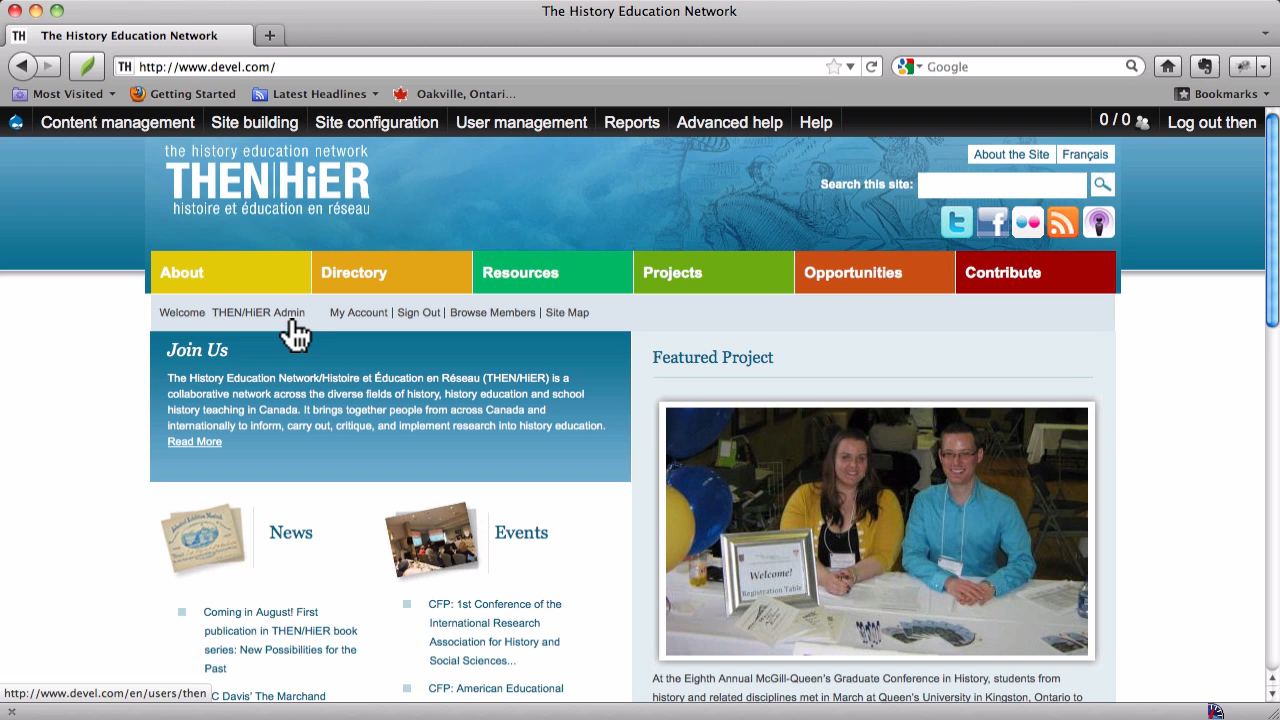 The History Education Network
TH The History Education Network
TH http://www.devel.com/
Google
Most Visited Getting Started Latest Headlines Oakville, Ontari... Bookmarks
Content management Site building Site configuration User management Reports Advanced help Help 0 / 0 Log out then
the history education network
THEN|HiER
histoire et éducation en réseau
About the Site Français
Search this site:
About Directory Resources Projects Opportunities Contribute
Welcome THEN/HiER Admin My Account | Sign Out | Browse Members | Site Map
Join Us
The History Education Network/Histoire et Éducation en Réseau (THEN/HiER) is a
collaborative network across the diverse fields of history, history education and school
history teaching in Canada. It brings together people from across Canada and
internationally to inform, carry out, critique, and implement research into history education.
Read More
Featured Project
Welcome!
Registration Table
News
Coming in August! First
publication in THEN/HiER book
series: New Possibilities for the
Past
C Davis' The Marchand
Events
CFP: 1st Conference of the
International Research
Association for History and
Social Sciences...
CFP: American Educational
At the Eighth Annual McGill-Queen's Graduate Conference in History, students from
history and related disciplines met in March at Queen's University in Kingston, Ontario to
http://www.devel.com/en/users/then